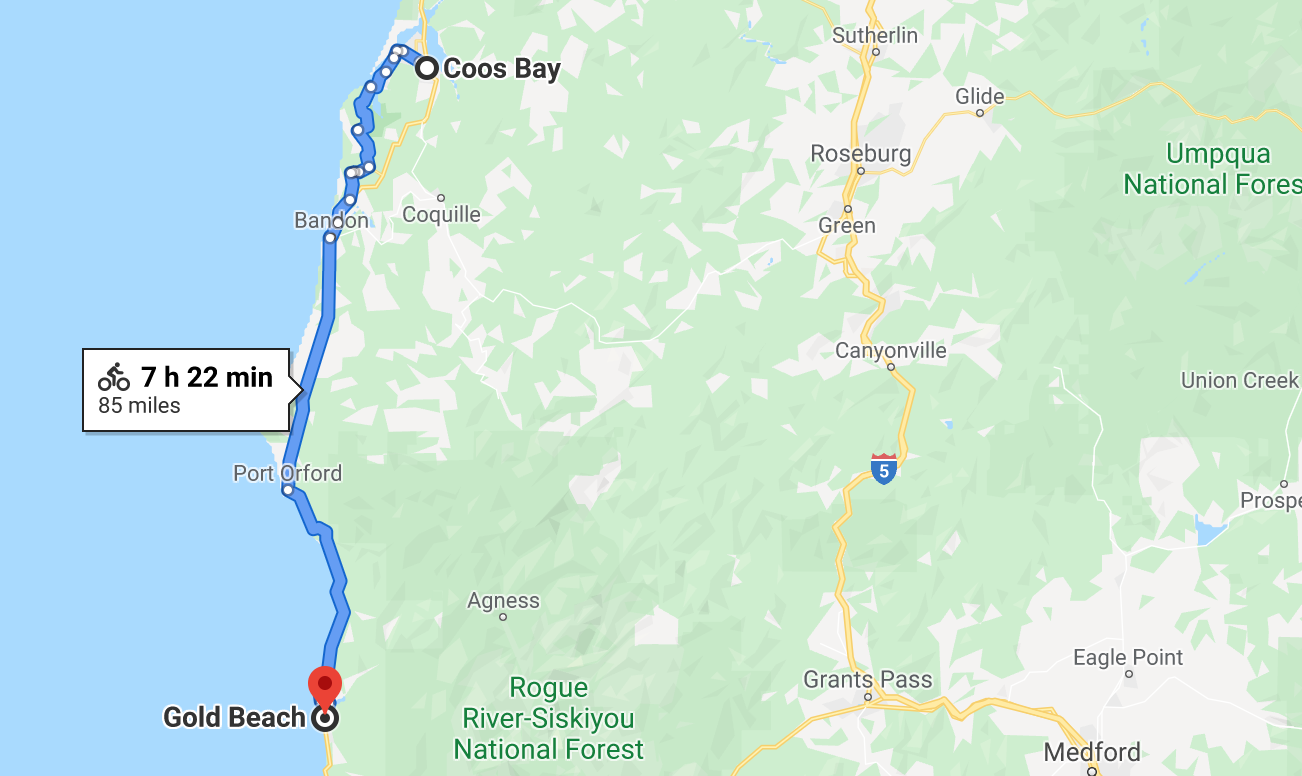 Sutherlin
Coos Bay
Glide
Roseburg
Umpqua
National Fores
Bandon
Coquille
Green
Canyonville
7 h 22 min
85 miles
Union Creek
5
Port Orford
Prospe
Agness
Eagle Point
Grants Pass
Rogue
River-Siskiyou
National Forest
Gold Beach
Medford